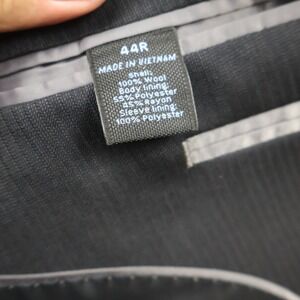 44R
MADE IN VIETNAM
Shell:
100% Wool
Body lining:
55% Polyester
45% Rayon
Sleeve lining:
100% Polyester